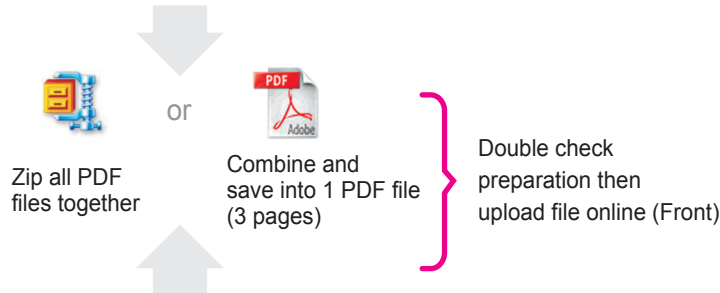 PDF
Adobe
or
Zip all PDF
files together
Combine and
save into 1 PDF file
(3 pages)
Double check
preparation then
upload file online (Front)